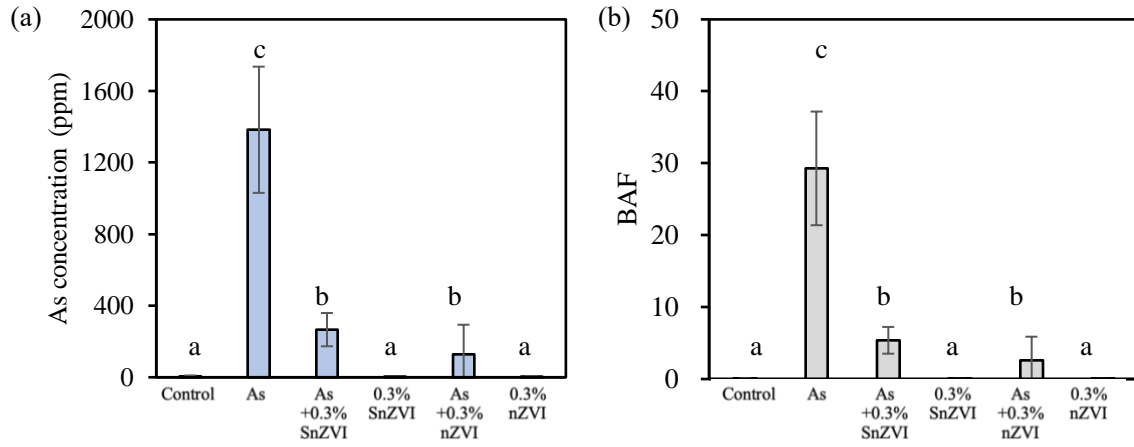 (a)
As concentration (ppm)
2000
1600
1200
800
400
0
a
c
b
a
b
a
Control
As
As
+0.3%
SnZVI
0.3%
SnZVI
As
+0.3%
nZVI
0.3%
nZVI
(b)
BAF
50
40
30
20
10
0
a
c
b
a
b
a
Control
As
As
+0.3%
SnZVI
0.3%
SnZVI
As
+0.3%
nZVI
0.3%
nZVI